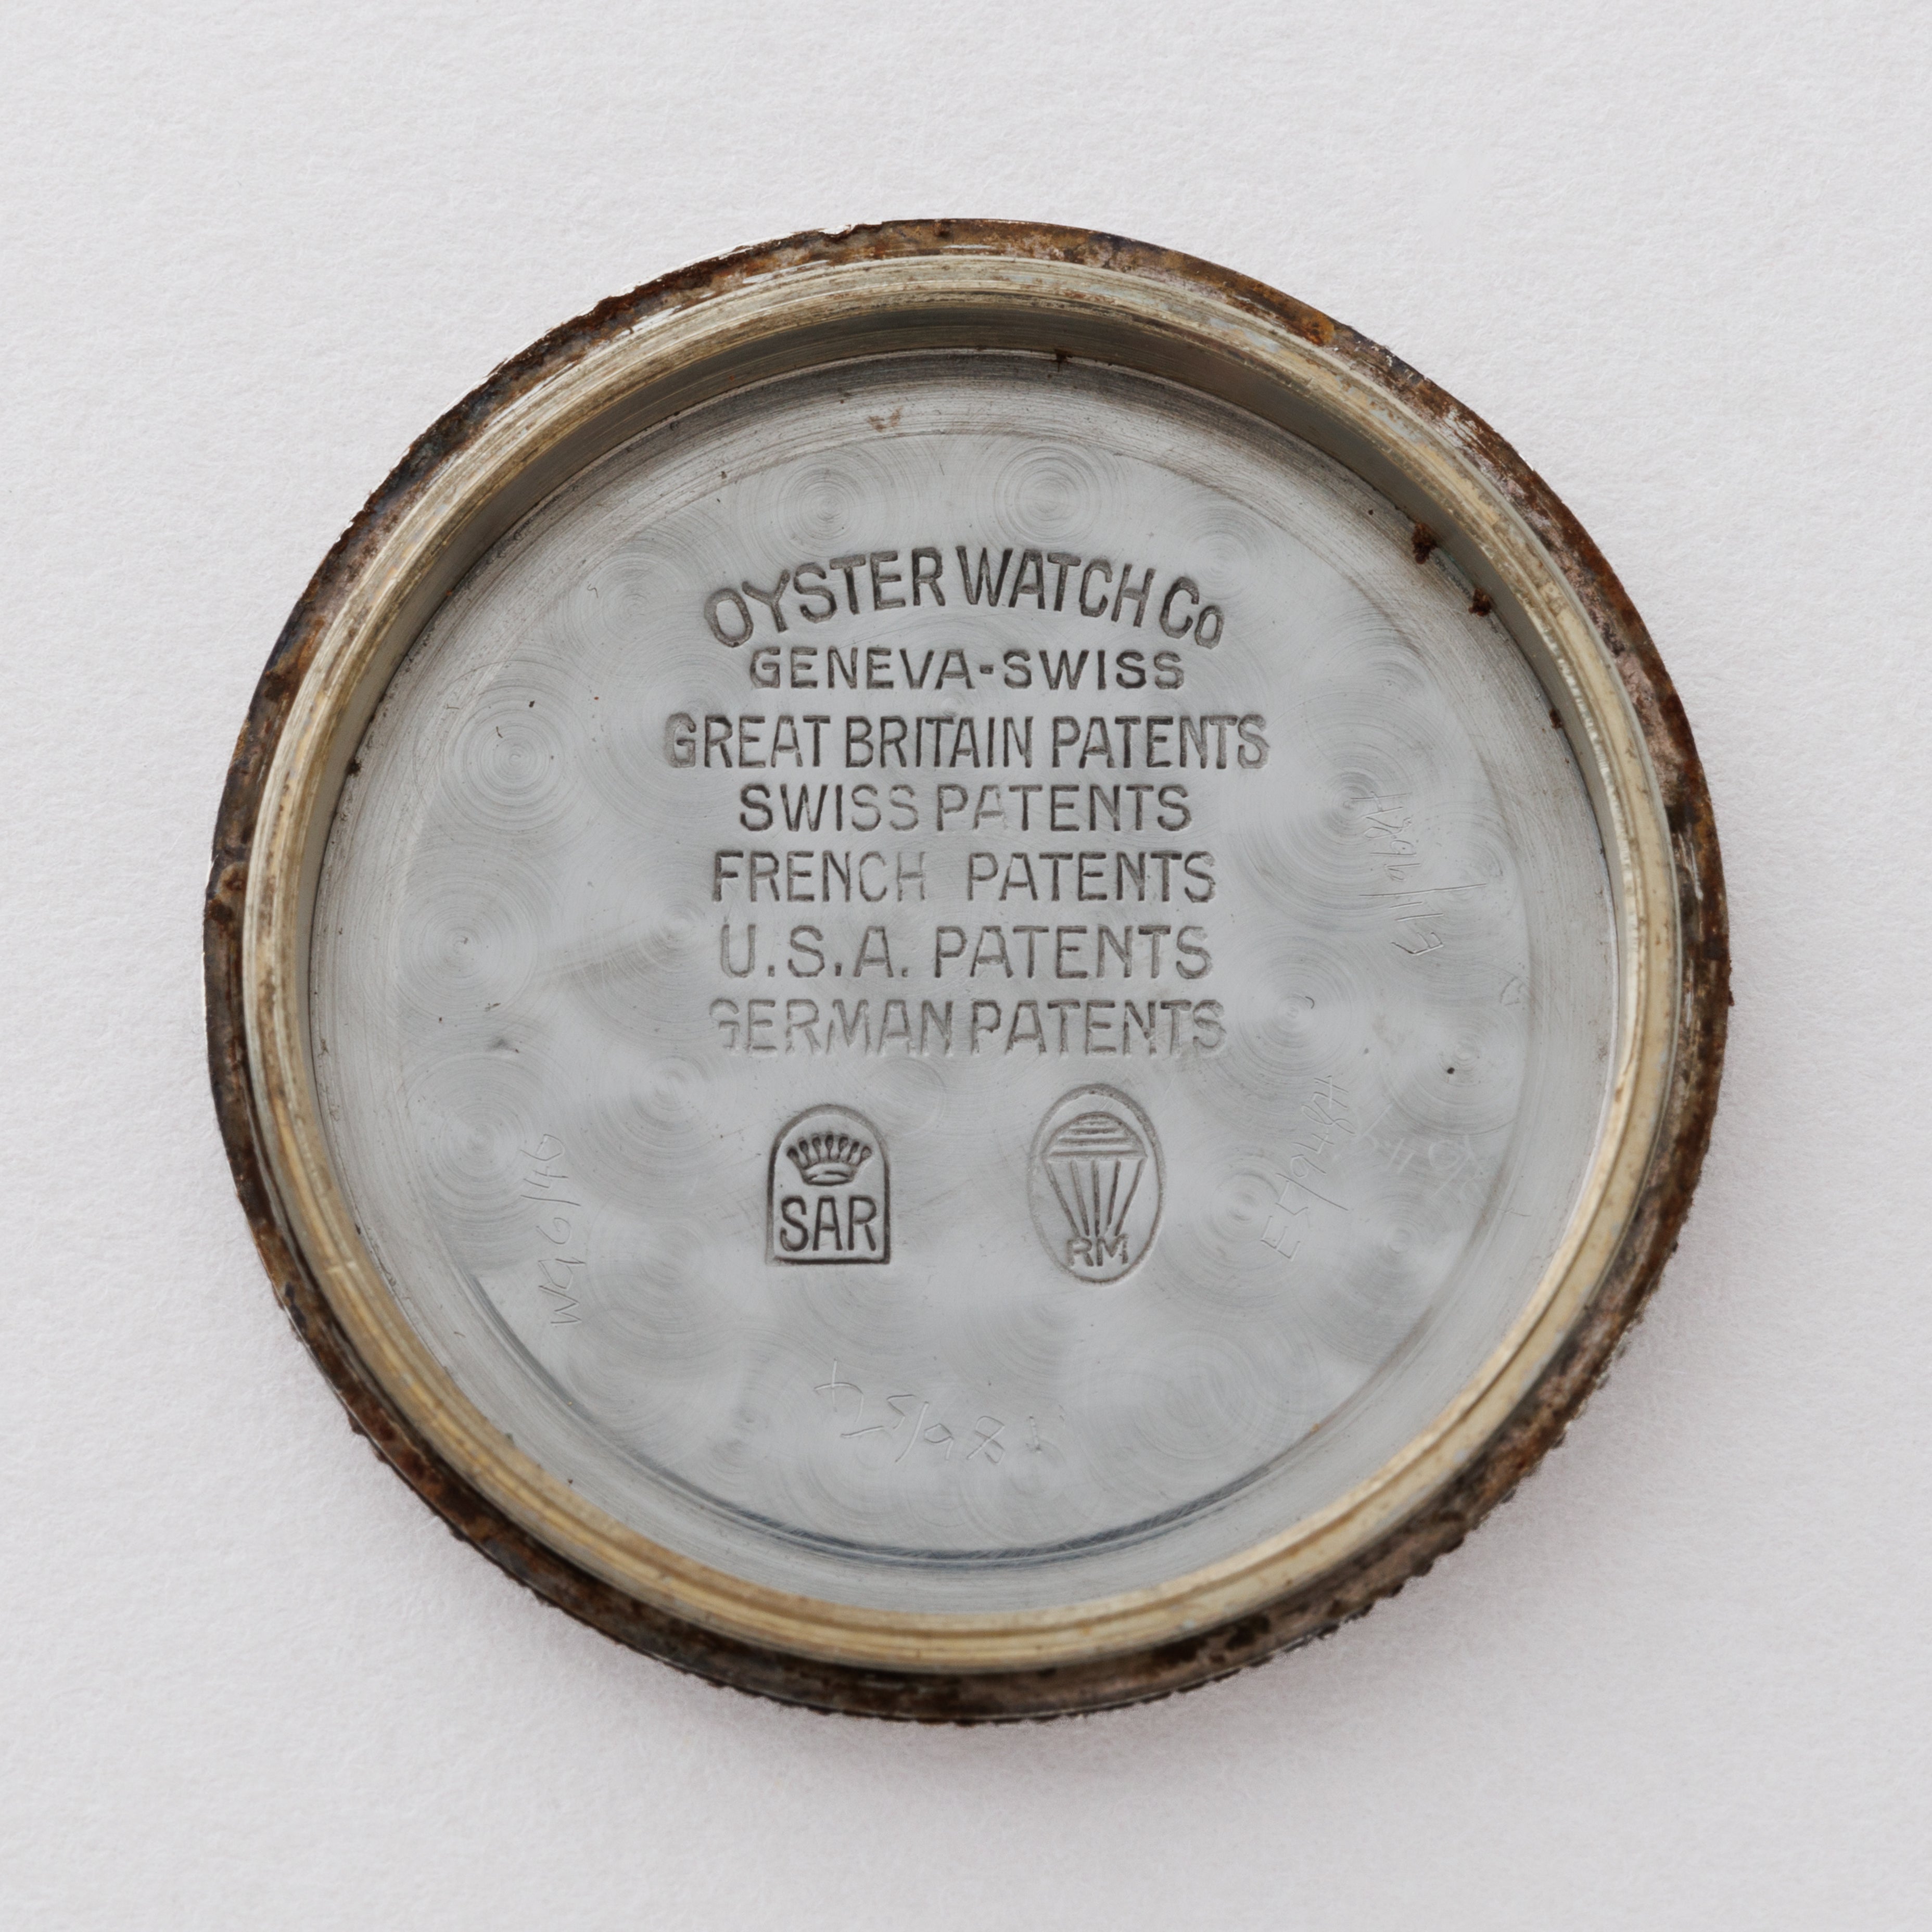 OYSTER WATCH Co
GENEVA-SWISS
GREAT BRITAIN PATENTS
SWISS PATENTS
FRENCH PATENTS
U.S.A. PATENTS
GERMAN PATENTS
SAR
RM